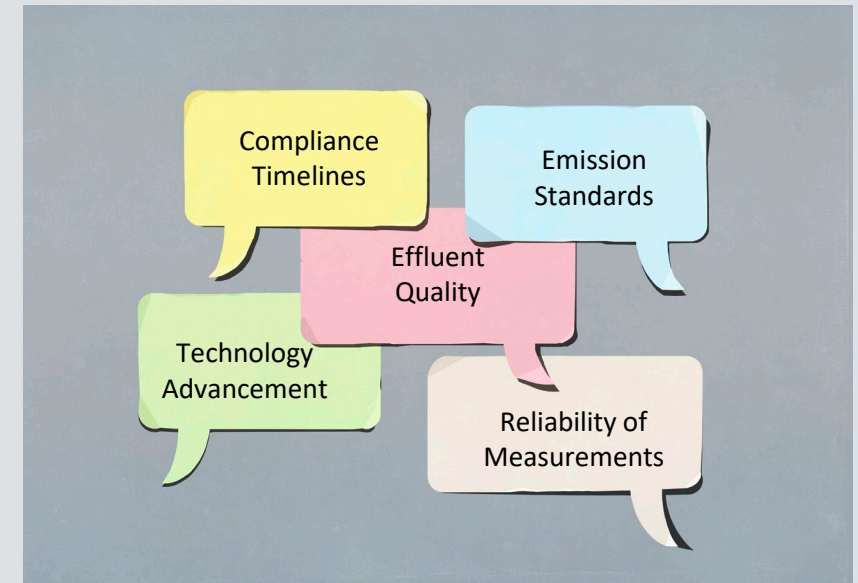 Compliance
Timelines
Emission
Standards
Effluent
Quality
Technology
Advancement
Reliability of
Measurements